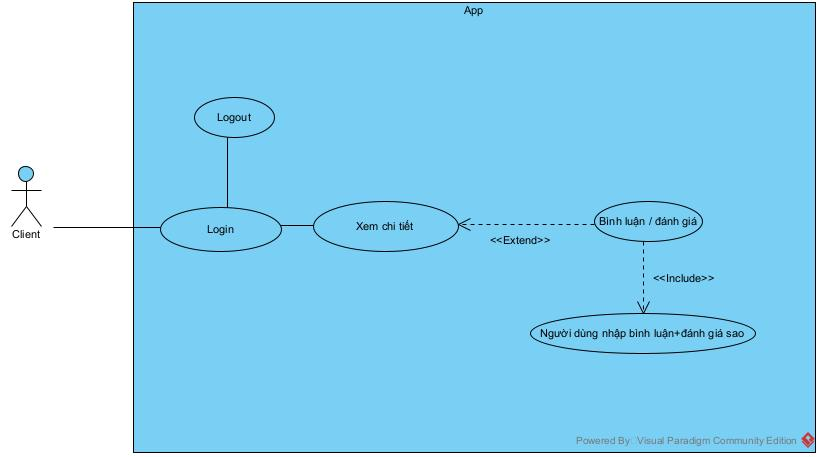 App
Logout
Client
Login
Xem chi tiết
Bình luận / đánh giá
<<Extend>>
<<Include>>
Người dùng nhập bình luận+đánh giá sao
Powered By: Visual Paradigm Community Edition